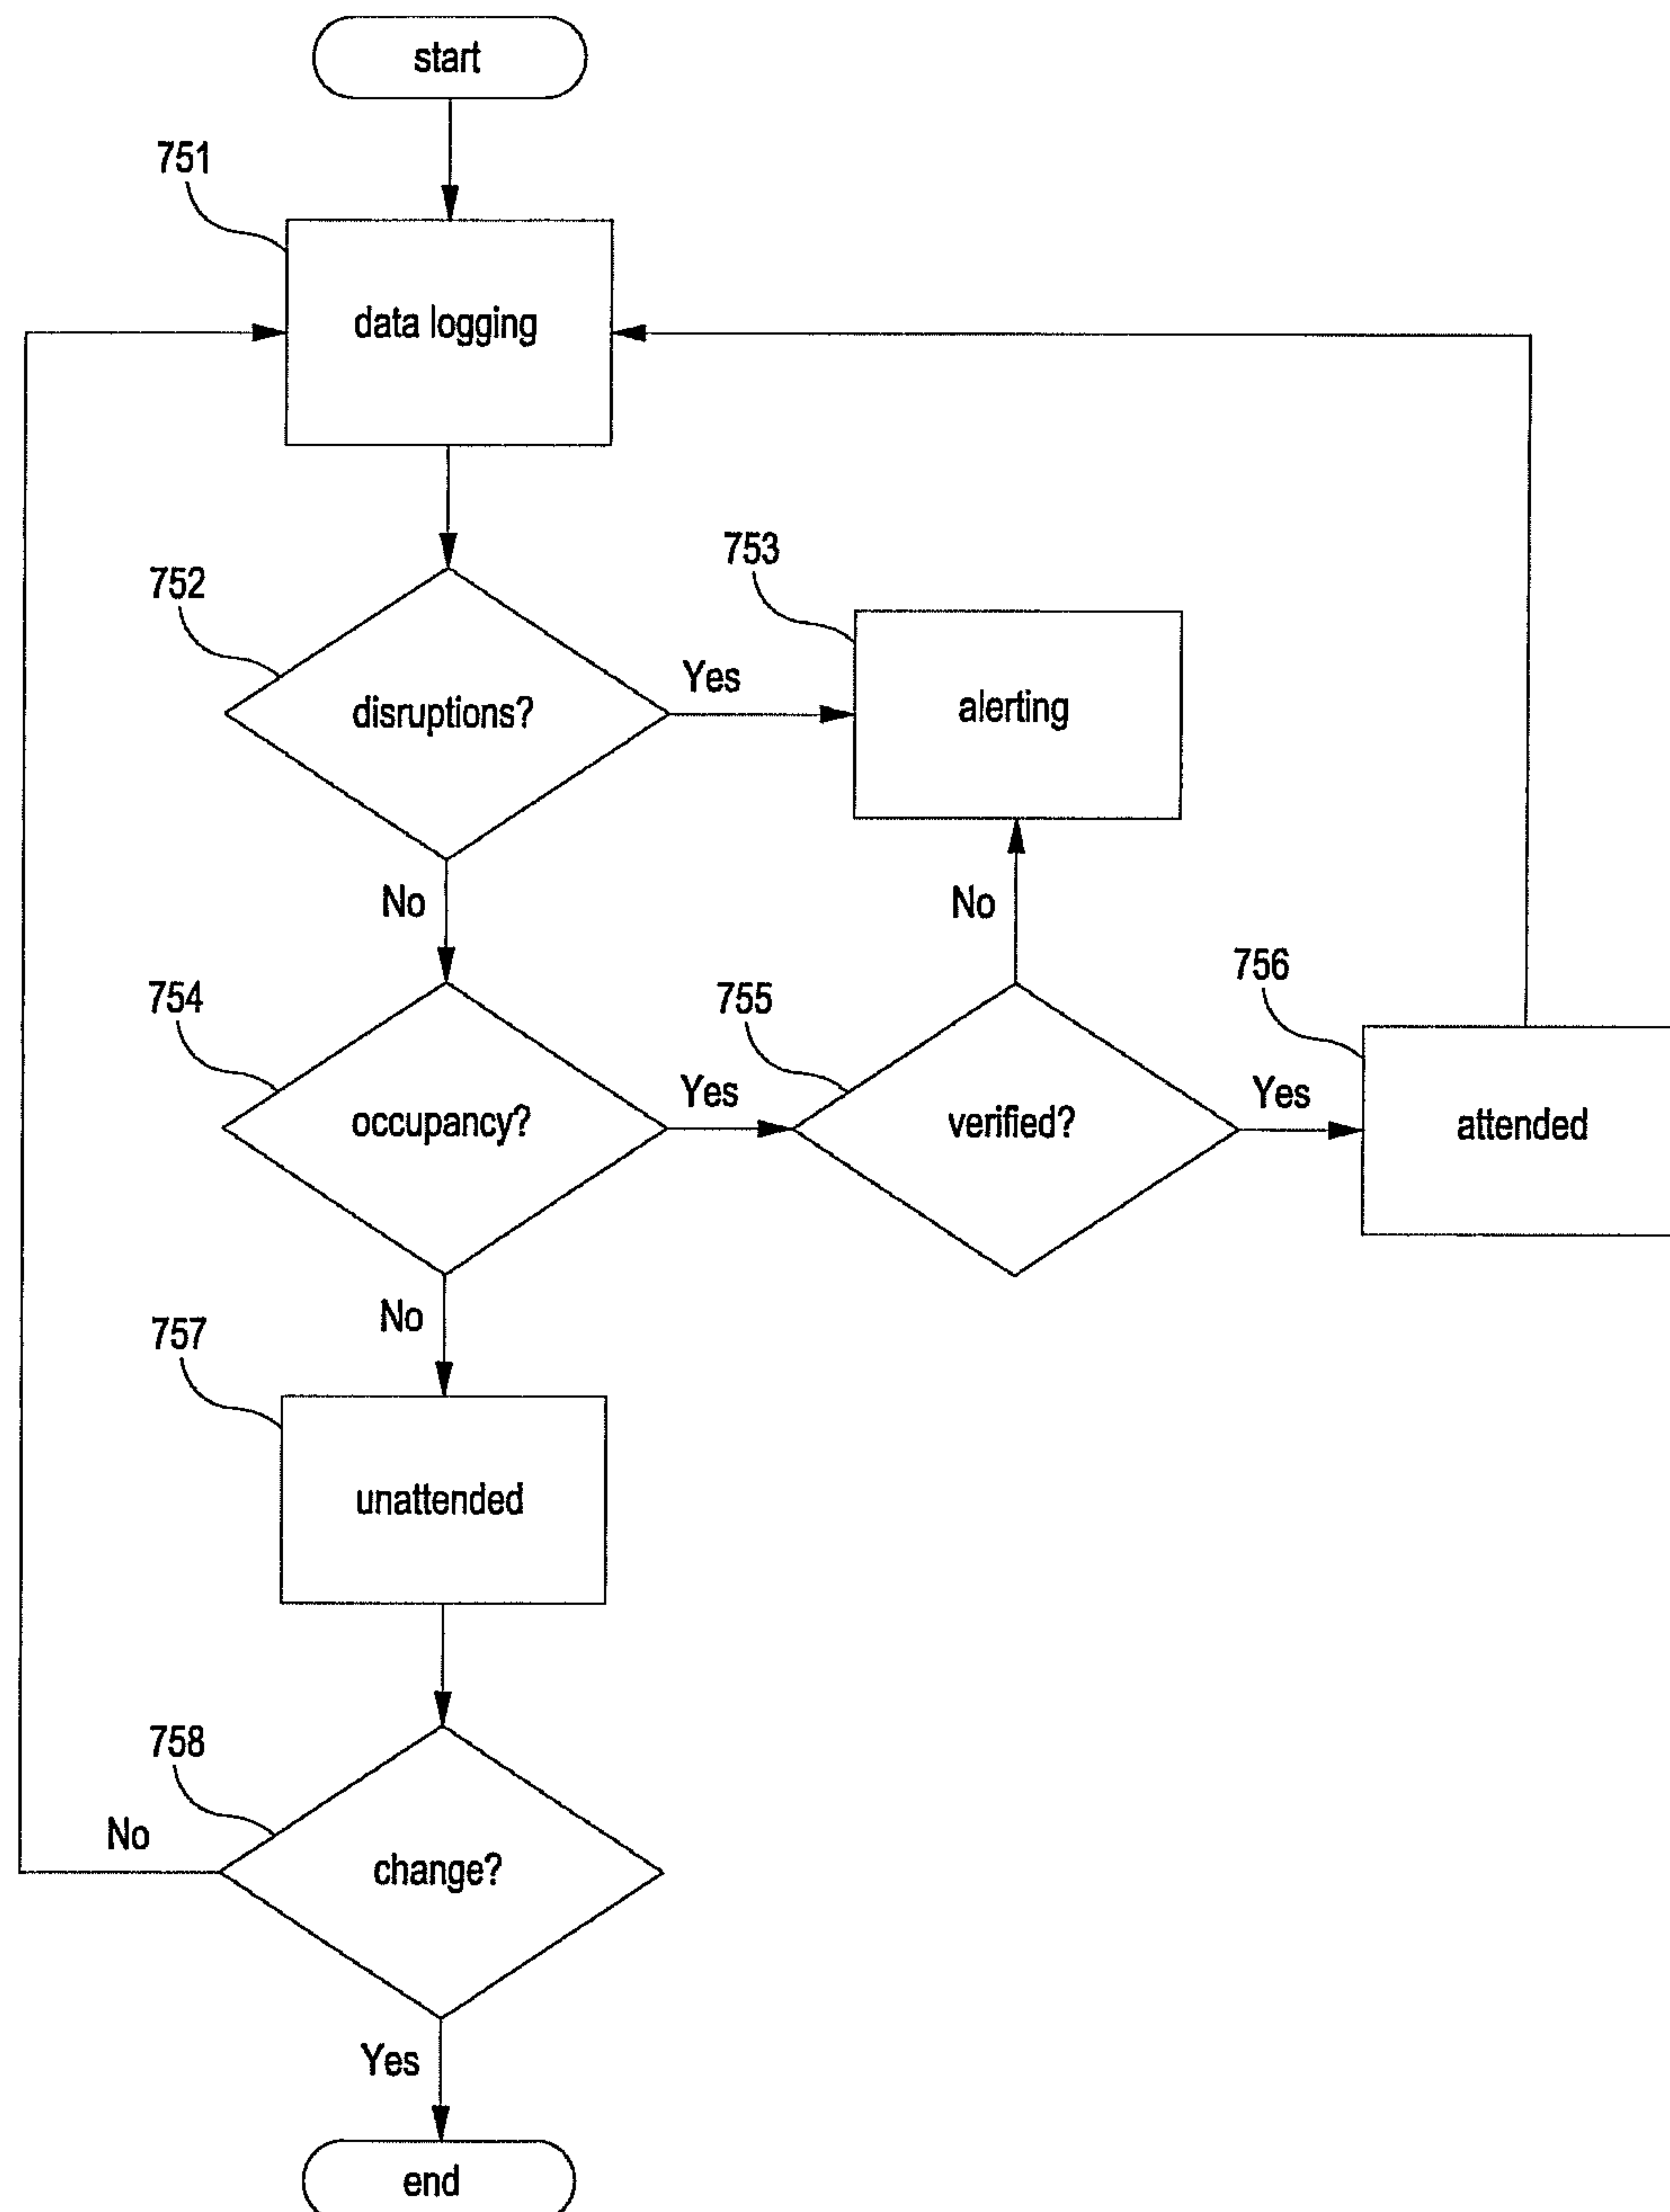 start
751
data logging
752
753
disruptions?
Yes
alerting
No
No
754
755
756
occupancy?
Yes
verified?
Yes
attended
No
757
unattended
758
No
change?
Yes
end